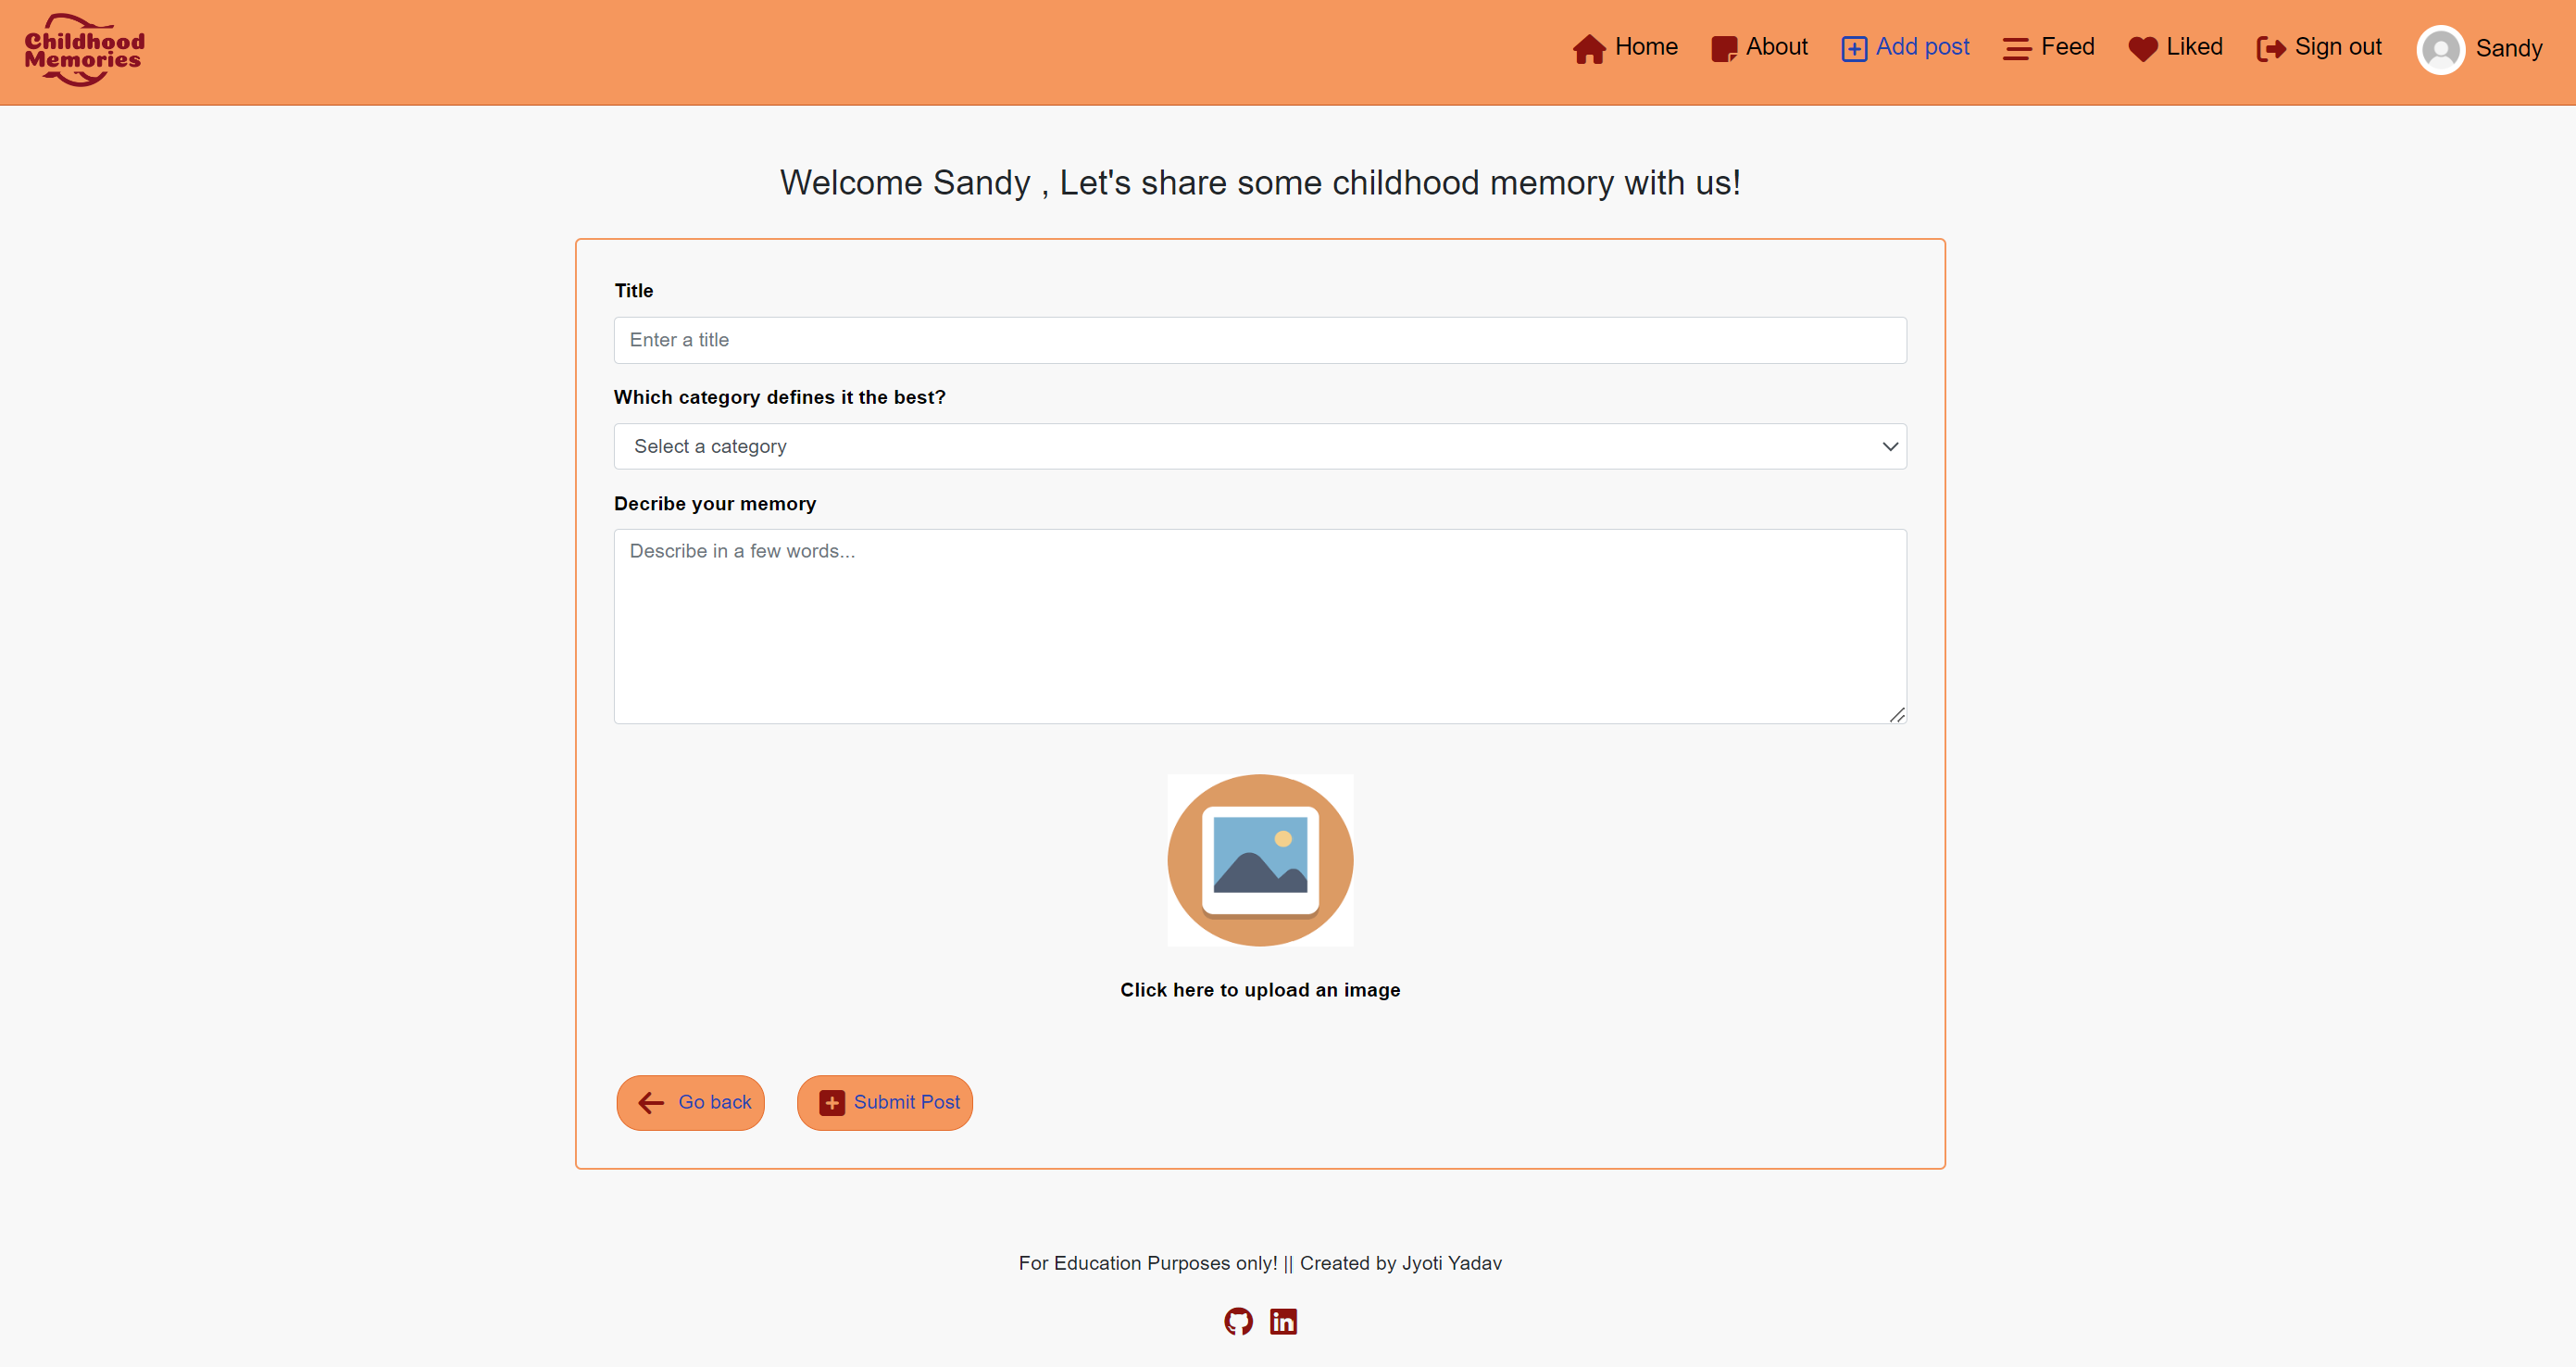 Childhood
Memories
Home About Add post Feed Liked Sign out Sandy
Welcome Sandy , Let's share some childhood memory with us!
Title
Enter a title
Which category defines it the best?
Select a category
Decribe your memory
Describe in a few words...
Click here to upload an image
Go back Submit Post
For Education Purposes only! || Created by Jyoti Yadav
in